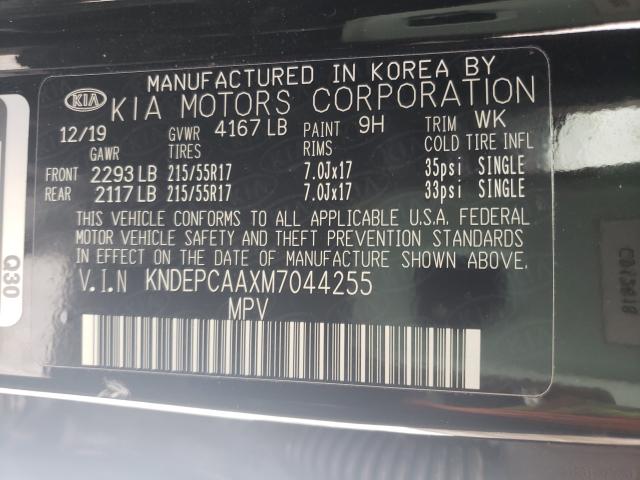 MANUFACTURED IN KOREA BY
KIA KIA MOTORS CORPORATION
12/19 GVWR 4167 LB PAINT 9H TRIM WK
GAWR TIRES RIMS COLD TIRE INFL
FRONT 2293 LB 215/55R17 7.0Jx17 35psi SINGLE
REAR 2117 LB 215/55R17 7.0Jx17 33psi SINGLE
THIS VEHICLE CONFORMS TO ALL APPLICABLE U.S.A. FEDERAL
MOTOR VEHICLE SAFETY AND THEFT PREVENTION STANDARDS
IN EFFECT ON THE DATE OF MANUFACTURE SHOWN ABOVE.
V.I.N KNDEPCAAXM7044255
MPV
Q30